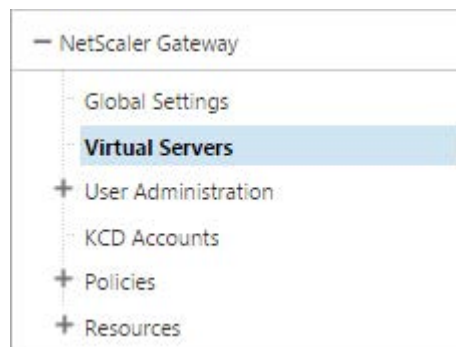 NetScaler Gateway
Global Settings
Virtual Servers
User Administration
KCD Accounts
Policies
Resources